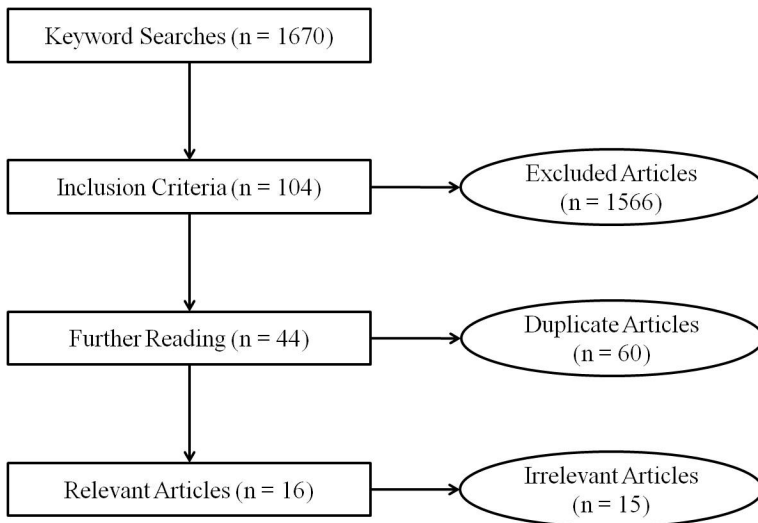 Keyword Searches (n = 1670)
Inclusion Criteria (n = 104)
Excluded Articles
(n = 1566)
Further Reading (n = 44)
Duplicate Articles
(n = 60)
Relevant Articles (n = 16)
Irrelevant Articles
(n = 15)